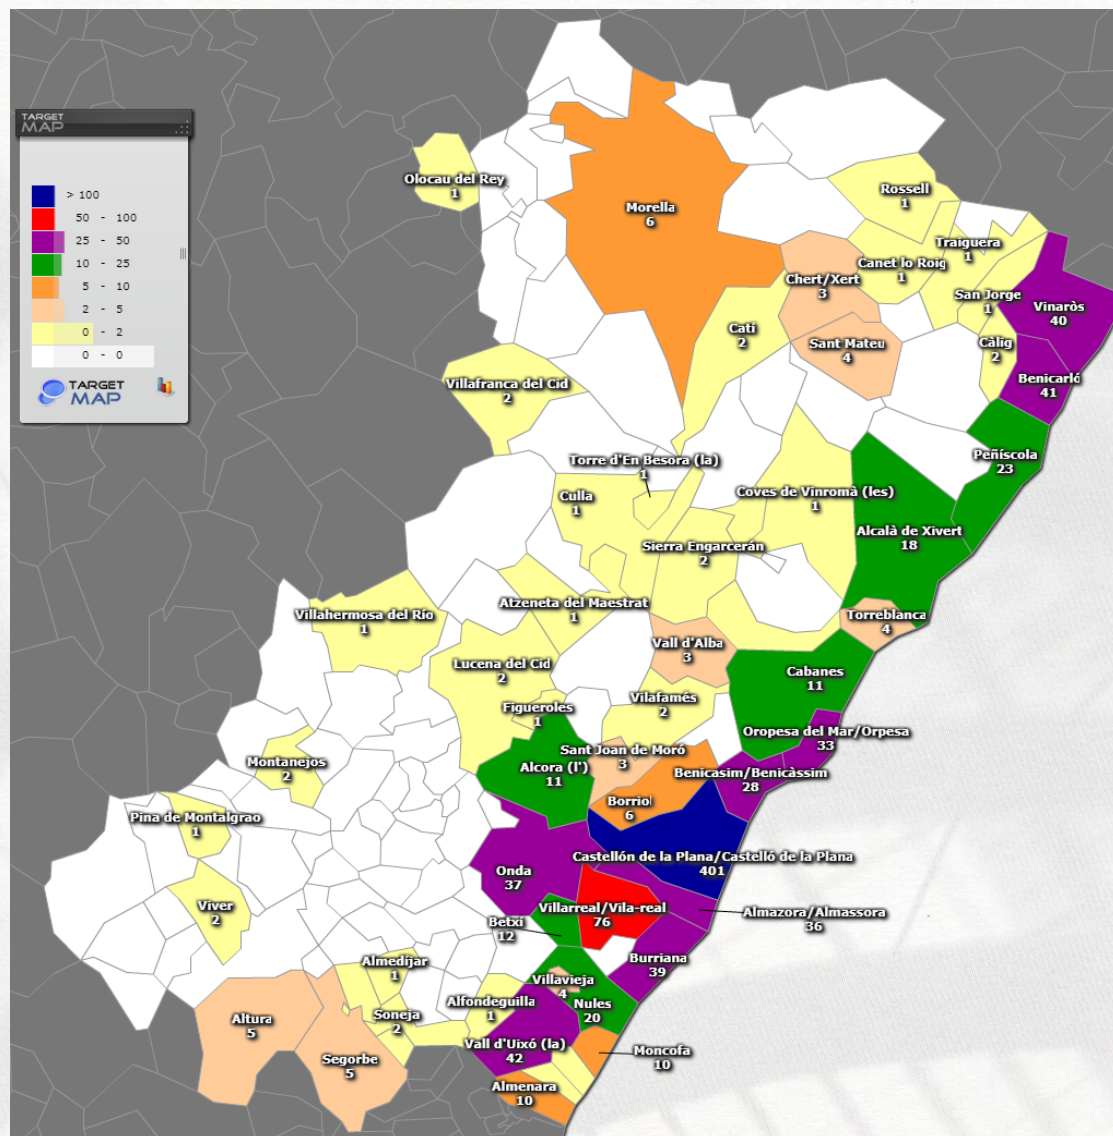 TARGET
MAP
> 100
50 - 100
25 - 50
10 - 25
5 - 10
2 - 5
0 - 2
0 - 0
TARGET
MAP
Olocau del Rey
1
Morella
6
Rossell
1
Traiguera
1
Canet lo Roig
1
Chert/Xert
3
San Jorge
1
Vinaròs
40
Catí
2
Sant Mateu
4
Càlig
2
Benicarló
41
Villafranca del Cid
2
Peñíscola
23
Torre d'En Besora (la)
1
Culla
1
Coves de Vinromà (les)
1
Alcalà de Xivert
18
Sierra Engarcerán
2
Atzeneta del Maestrat
1
Villahermosa del Río
1
Torreblanca
4
Vall d'Alba
3
Lucena del Cid
2
Cabanes
11
Vilafamés
2
Figueroles
1
Oropesa del Mar/Orpesa
33
Sant Joan de Moró
3
Montanejos
2
Alcora (l')
11
Benicasim/Benicàssim
28
Borriol
6
Pina de Montalgrao
1
Castellón de la Plana/Castelló de la Plana
401
Onda
37
Viver
2
Villarreal/Vila-real
76
Almazora/Almassora
36
Betxí
12
Burriana
39
Almedíjar
1
Villavieja
4
Alfondeguilla
1
Nules
20
Soneja
2
Altura
5
Vall d'Uixó (la)
42
Moncofa
10
Segorbe
5
Almenara
10